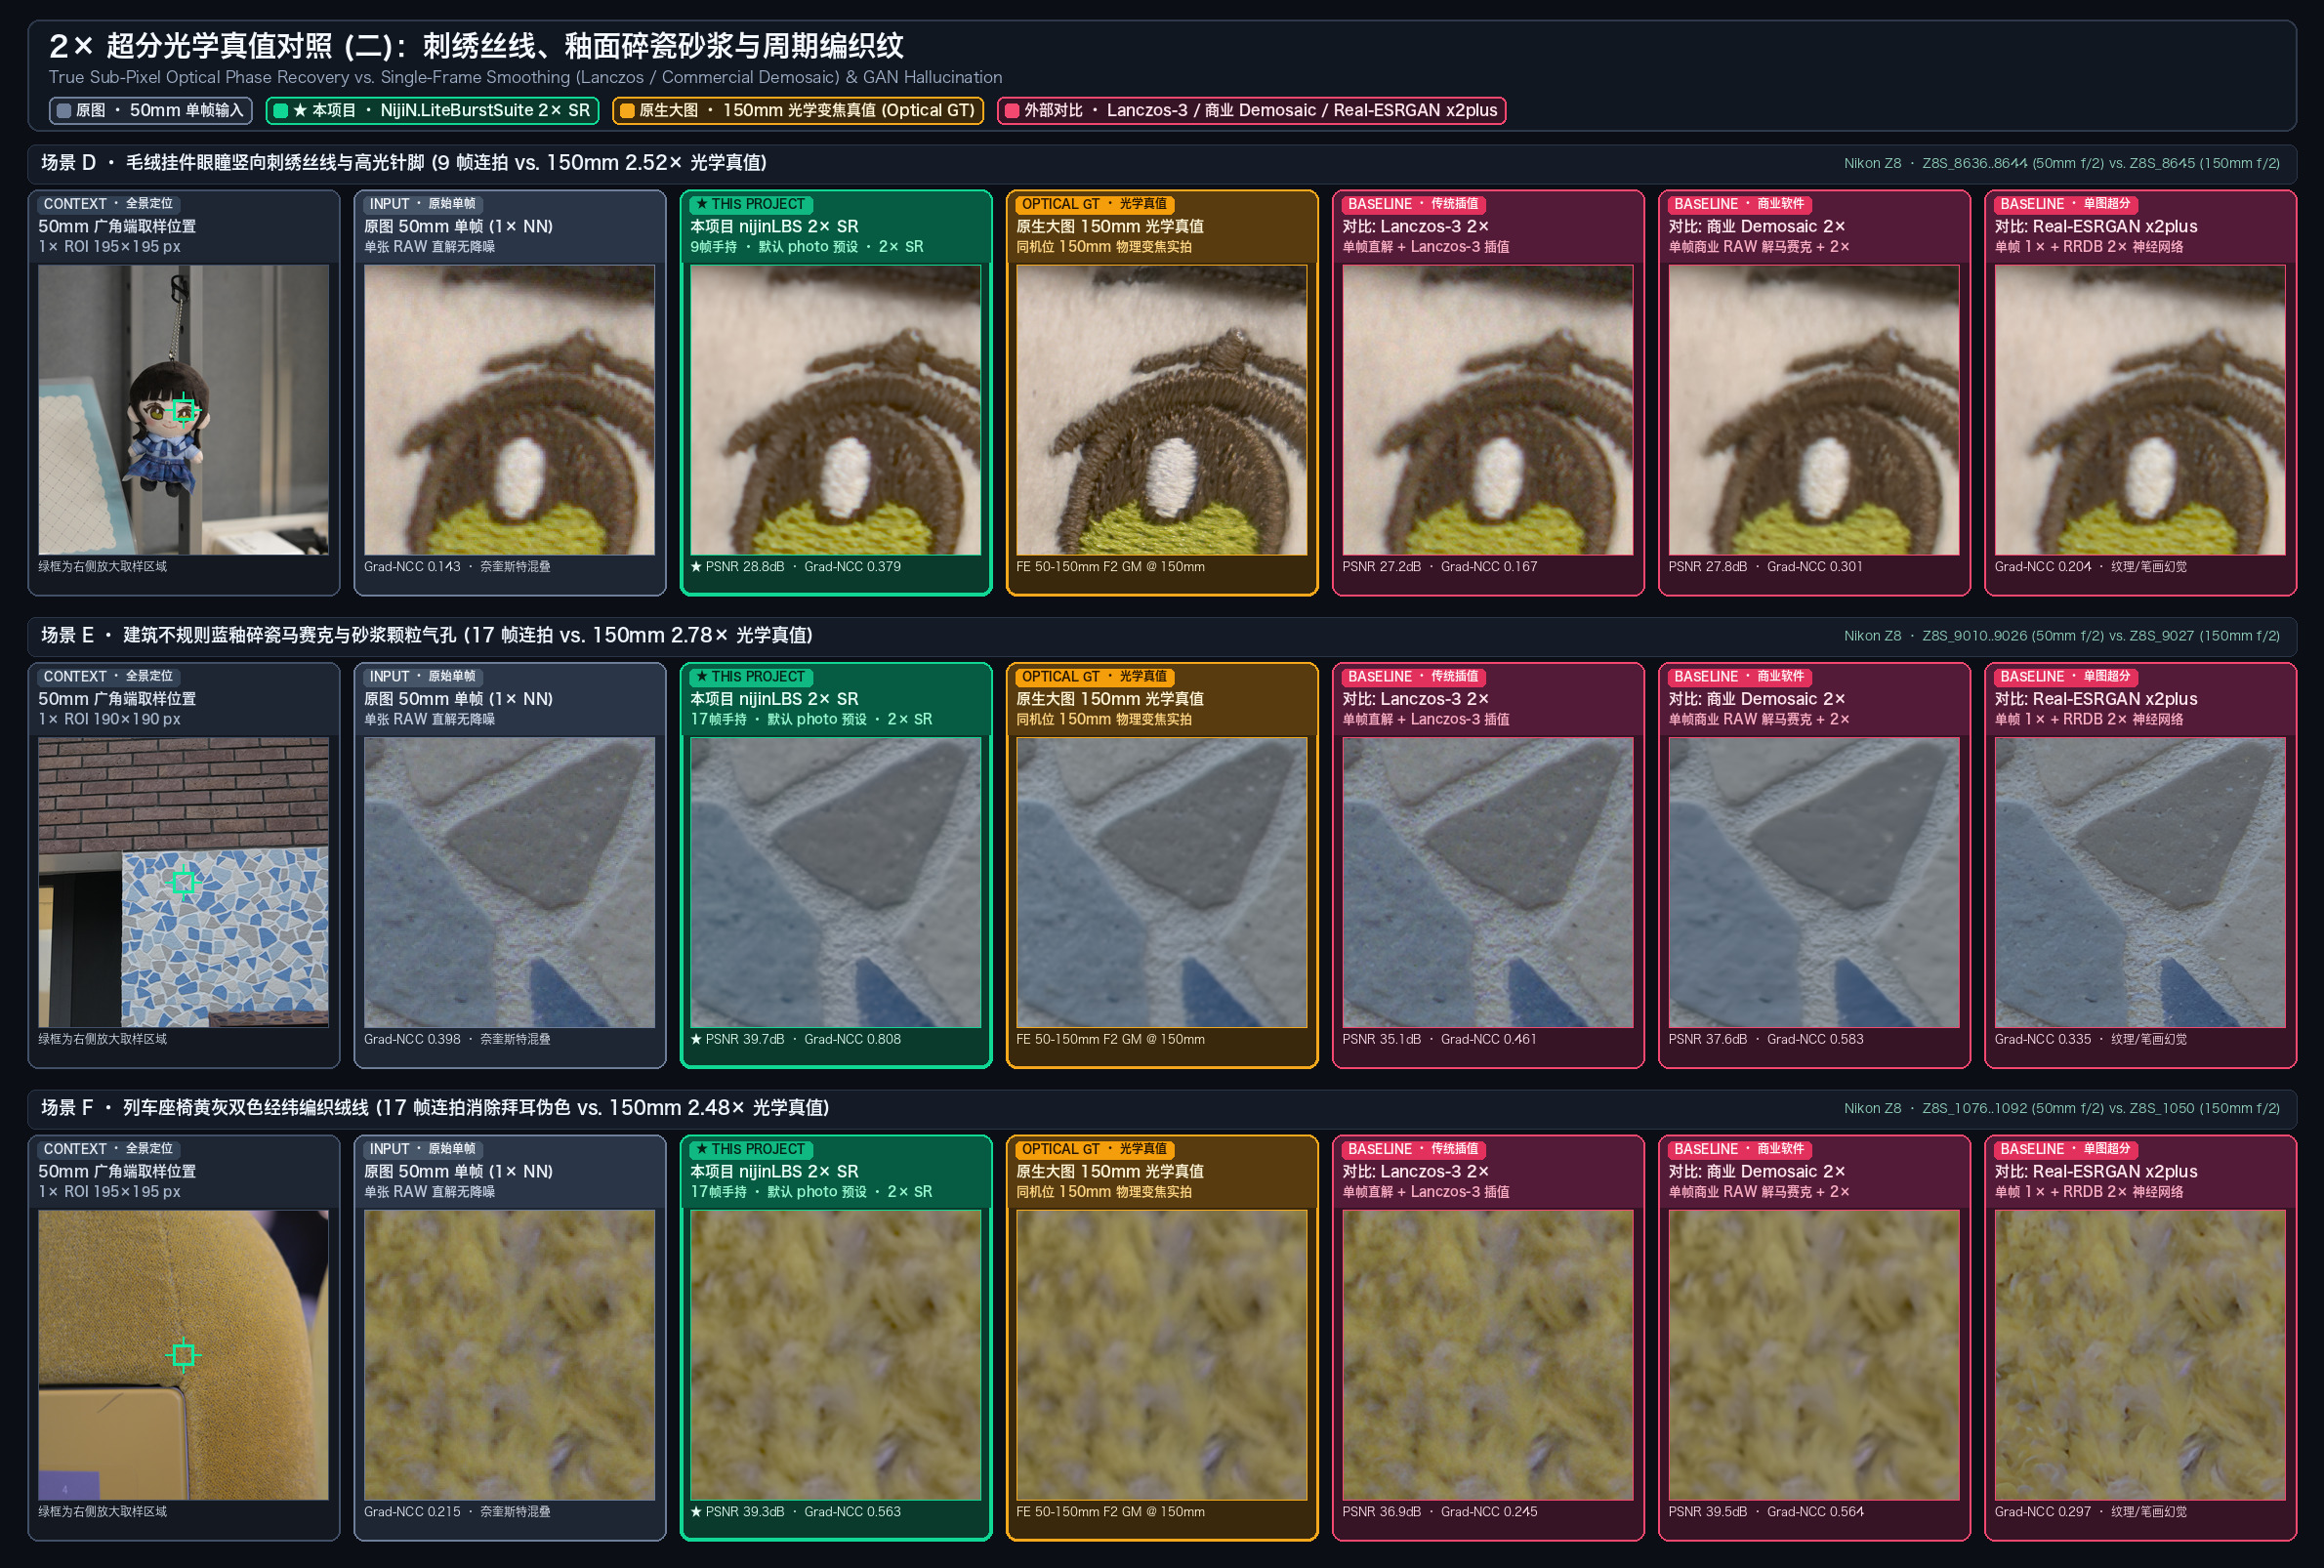 2× 超分光学真值对照 (二)：刺绣丝线、釉面碎瓷砂浆与周期编织纹
True Sub-Pixel Optical Phase Recovery vs. Single-Frame Smoothing (Lanczos / Commercial Demosaic) & GAN Hallucination
原图 · 50mm 单帧输入
★ 本项目 · NijiN.LiteBurstSuite 2× SR
原生大图 · 150mm 光学变焦真值 (Optical GT)
外部对比 · Lanczos-3 / 商业 Demosaic / Real-ESRGAN x2plus
场景 D · 毛绒挂件眼瞳竖向刺绣丝线与高光针脚 (9 帧连拍 vs. 150mm 2.52× 光学真值)
Nikon Z8 · Z8S_8636..8644 (50mm f/2) vs. Z8S_8645 (150mm f/2)
CONTEXT · 全景定位
50mm 广角端取样位置
1× ROI 195×195 px
绿框为右侧放大取样区域
INPUT · 原始单帧
原图 50mm 单帧 (1× NN)
单张 RAW 直解无降噪
Grad-NCC 0.143 · 奈奎斯特混叠
★ THIS PROJECT
本项目 nijinLBS 2× SR
9帧手持 · 默认 photo 预设 · 2× SR
★ PSNR 28.8dB · Grad-NCC 0.379
OPTICAL GT · 光学真值
原生大图 150mm 光学真值
同机位 150mm 物理变焦实拍
FE 50-150mm F2 GM @ 150mm
BASELINE · 传统插值
对比: Lanczos-3 2×
单帧直解 + Lanczos-3 插值
PSNR 27.2dB · Grad-NCC 0.167
BASELINE · 商业软件
对比: 商业 Demosaic 2×
单帧商业 RAW 解马赛克 + 2×
PSNR 27.8dB · Grad-NCC 0.301
BASELINE · 单图超分
对比: Real-ESRGAN x2plus
单帧 1× + RRDB 2× 神经网络
Grad-NCC 0.204 · 纹理/笔画幻觉
场景 E · 建筑不规则蓝釉碎瓷马赛克与砂浆颗粒气孔 (17 帧连拍 vs. 150mm 2.78× 光学真值)
Nikon Z8 · Z8S_9010..9026 (50mm f/2) vs. Z8S_9027 (150mm f/2)
CONTEXT · 全景定位
50mm 广角端取样位置
1× ROI 190×190 px
绿框为右侧放大取样区域
INPUT · 原始单帧
原图 50mm 单帧 (1× NN)
单张 RAW 直解无降噪
Grad-NCC 0.398 · 奈奎斯特混叠
★ THIS PROJECT
本项目 nijinLBS 2× SR
17帧手持 · 默认 photo 预设 · 2× SR
★ PSNR 39.7dB · Grad-NCC 0.808
OPTICAL GT · 光学真值
原生大图 150mm 光学真值
同机位 150mm 物理变焦实拍
FE 50-150mm F2 GM @ 150mm
BASELINE · 传统插值
对比: Lanczos-3 2×
单帧直解 + Lanczos-3 插值
PSNR 35.1dB · Grad-NCC 0.461
BASELINE · 商业软件
对比: 商业 Demosaic 2×
单帧商业 RAW 解马赛克 + 2×
PSNR 37.6dB · Grad-NCC 0.583
BASELINE · 单图超分
对比: Real-ESRGAN x2plus
单帧 1× + RRDB 2× 神经网络
Grad-NCC 0.335 · 纹理/笔画幻觉
场景 F · 列车座椅黄灰双色经纬编织绒线 (17 帧连拍消除拜耳伪色 vs. 150mm 2.48× 光学真值)
Nikon Z8 · Z8S_1076..1092 (50mm f/2) vs. Z8S_1050 (150mm f/2)
CONTEXT · 全景定位
50mm 广角端取样位置
1× ROI 195×195 px
4
绿框为右侧放大取样区域
INPUT · 原始单帧
原图 50mm 单帧 (1× NN)
单张 RAW 直解无降噪
Grad-NCC 0.215 · 奈奎斯特混叠
★ THIS PROJECT
本项目 nijinLBS 2× SR
17帧手持 · 默认 photo 预设 · 2× SR
★ PSNR 39.3dB · Grad-NCC 0.563
OPTICAL GT · 光学真值
原生大图 150mm 光学真值
同机位 150mm 物理变焦实拍
FE 50-150mm F2 GM @ 150mm
BASELINE · 传统插值
对比: Lanczos-3 2×
单帧直解 + Lanczos-3 插值
PSNR 36.9dB · Grad-NCC 0.245
BASELINE · 商业软件
对比: 商业 Demosaic 2×
单帧商业 RAW 解马赛克 + 2×
PSNR 39.5dB · Grad-NCC 0.564
BASELINE · 单图超分
对比: Real-ESRGAN x2plus
单帧 1× + RRDB 2× 神经网络
Grad-NCC 0.297 · 纹理/笔画幻觉